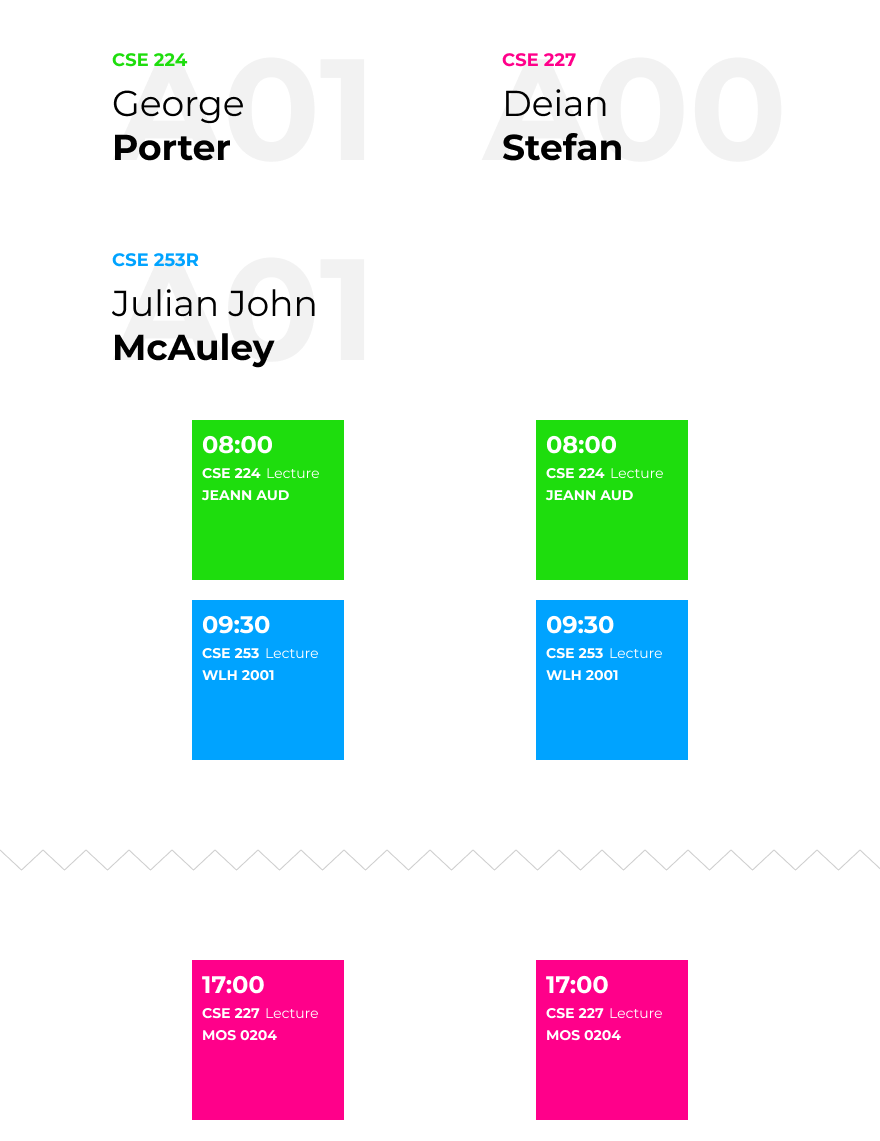 CSE 224
A01
George
Porter
CSE 227
A00
Deian
Stefan
CSE 253R
A01
Julian John
McAuley
08:00
CSE 224 Lecture
JEANN AUD
08:00
CSE 224 Lecture
JEANN AUD
09:30
CSE 253 Lecture
WLH 2001
09:30
CSE 253 Lecture
WLH 2001
17:00
CSE 227 Lecture
MOS 0204
17:00
CSE 227 Lecture
MOS 0204